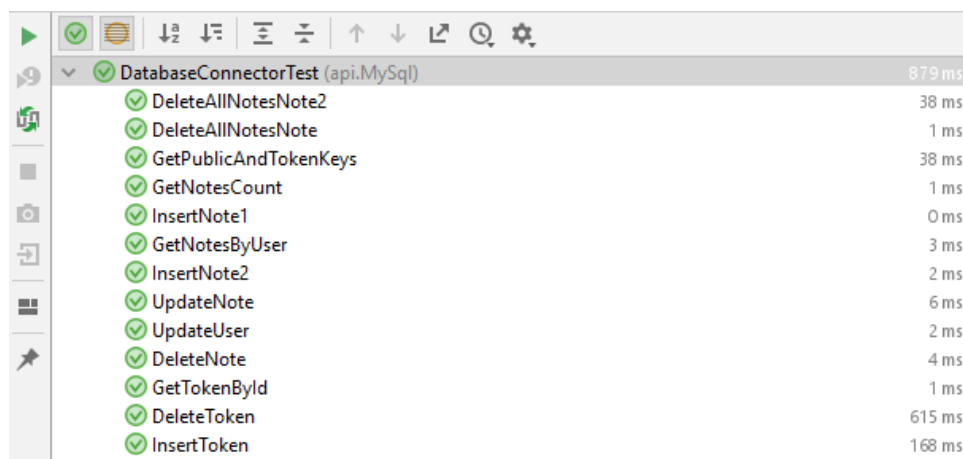 DatabaseConnectorTest (api.MySql) 879 ms
DeleteAllNotesNote2 38 ms
DeleteAllNotesNote 1 ms
GetPublicAndTokenKeys 38 ms
GetNotesCount 1 ms
InsertNote1 0 ms
GetNotesByUser 3 ms
InsertNote2 2 ms
UpdateNote 6 ms
UpdateUser 2 ms
DeleteNote 4 ms
GetTokenById 1 ms
DeleteToken 615 ms
InsertToken 168 ms